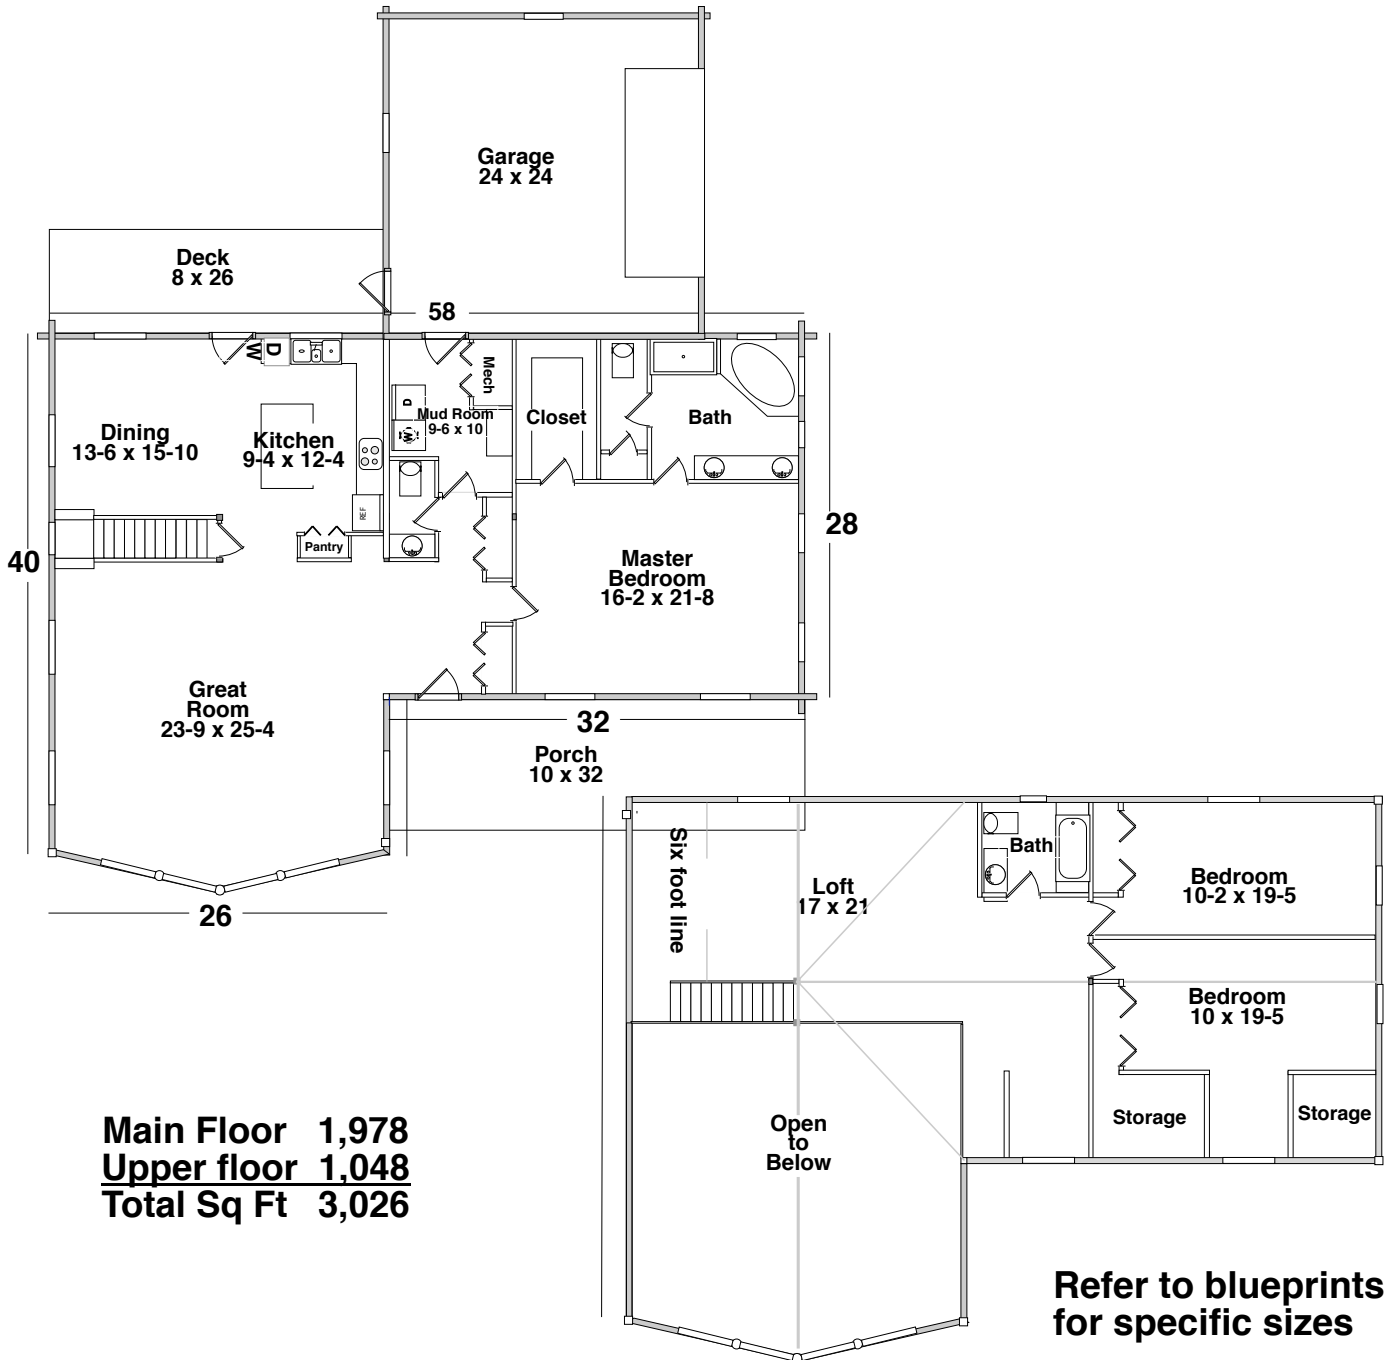 Garage
24 x 24
Deck
8 x 26
58
D
W
Mech
D
W
Mud Room
9-6 x 10
Closet
Bath
Dining
13-6 x 15-10
Kitchen
9-4 x 12-4
REF
Pantry
40
28
Master
Bedroom
16-2 x 21-8
Great
Room
23-9 x 25-4
32
Porch
10 x 32
26
Six foot line
Loft
17 x 21
Bath
Bedroom
10-2 x 19-5
Bedroom
10 x 19-5
Storage
Storage
Open
to
Below
Main Floor 1,978
Upper floor 1,048
Total Sq Ft 3,026
Refer to blueprints
for specific sizes